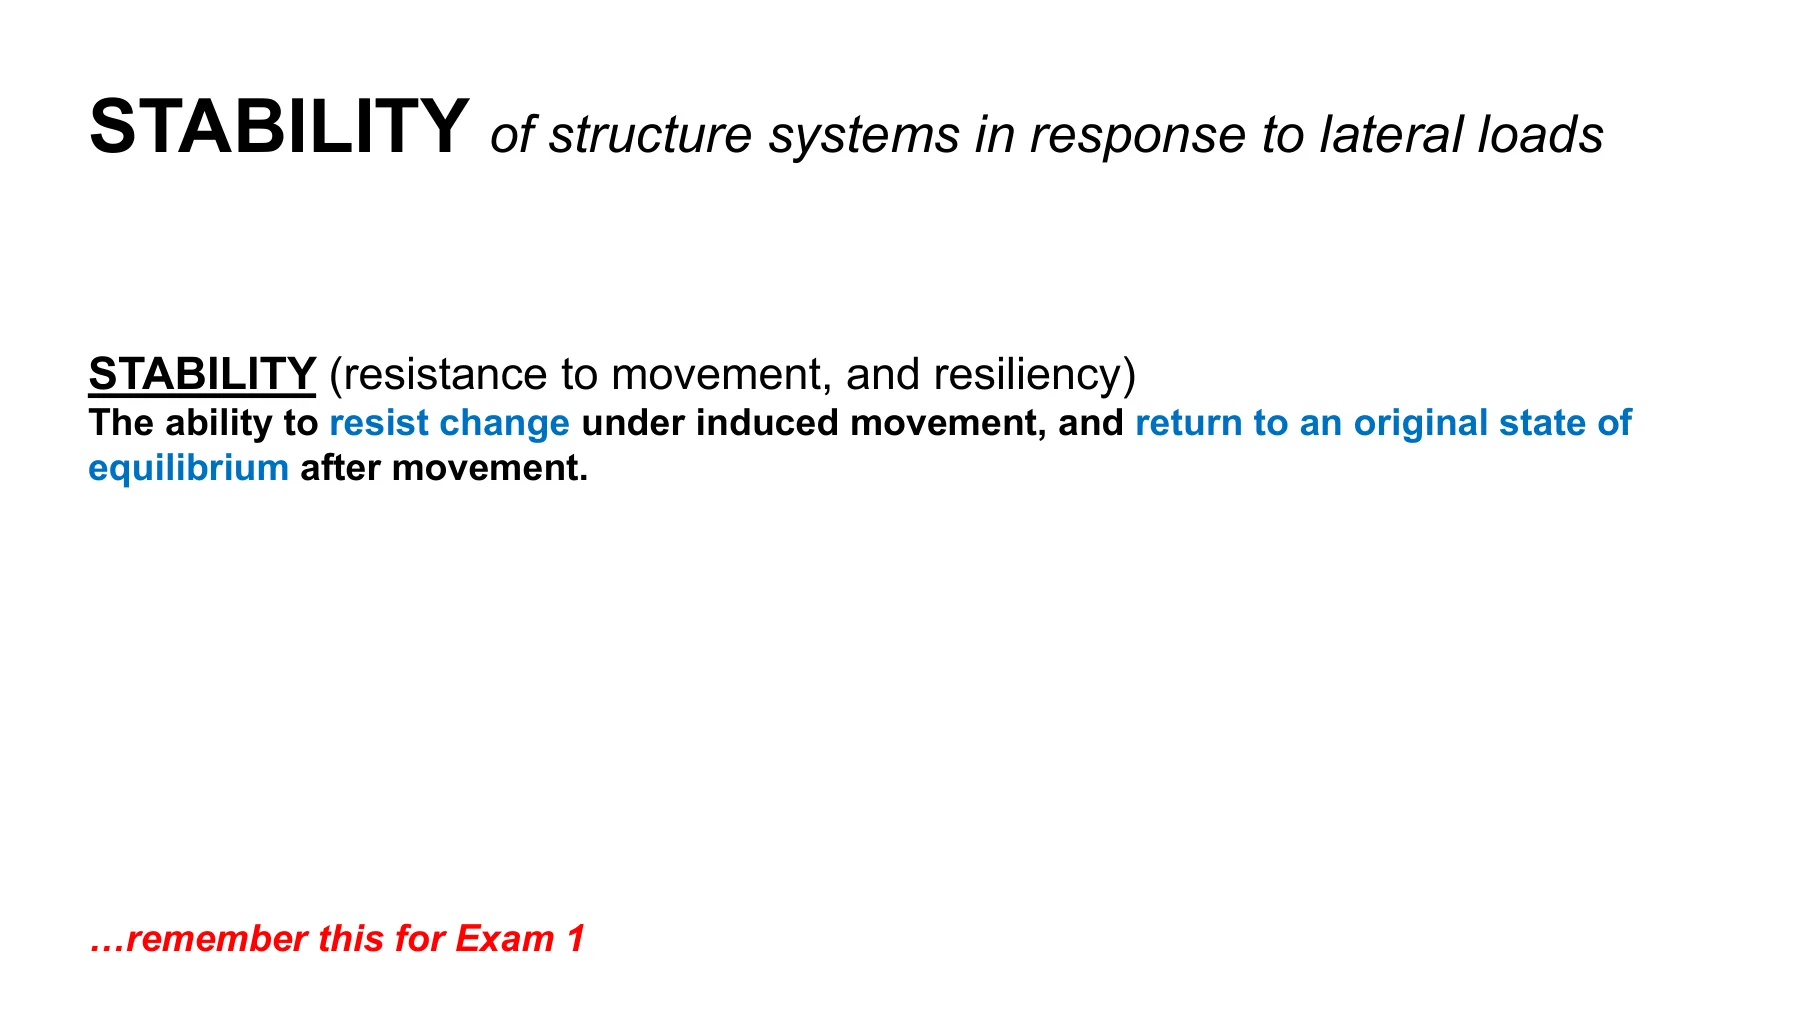 STABILITY of structure systems in response to lateral loads
STABILITY (resistance to movement, and resiliency)
The ability to resist change under induced movement, and return to an original state of
equilibrium after movement.
…remember this for Exam 1